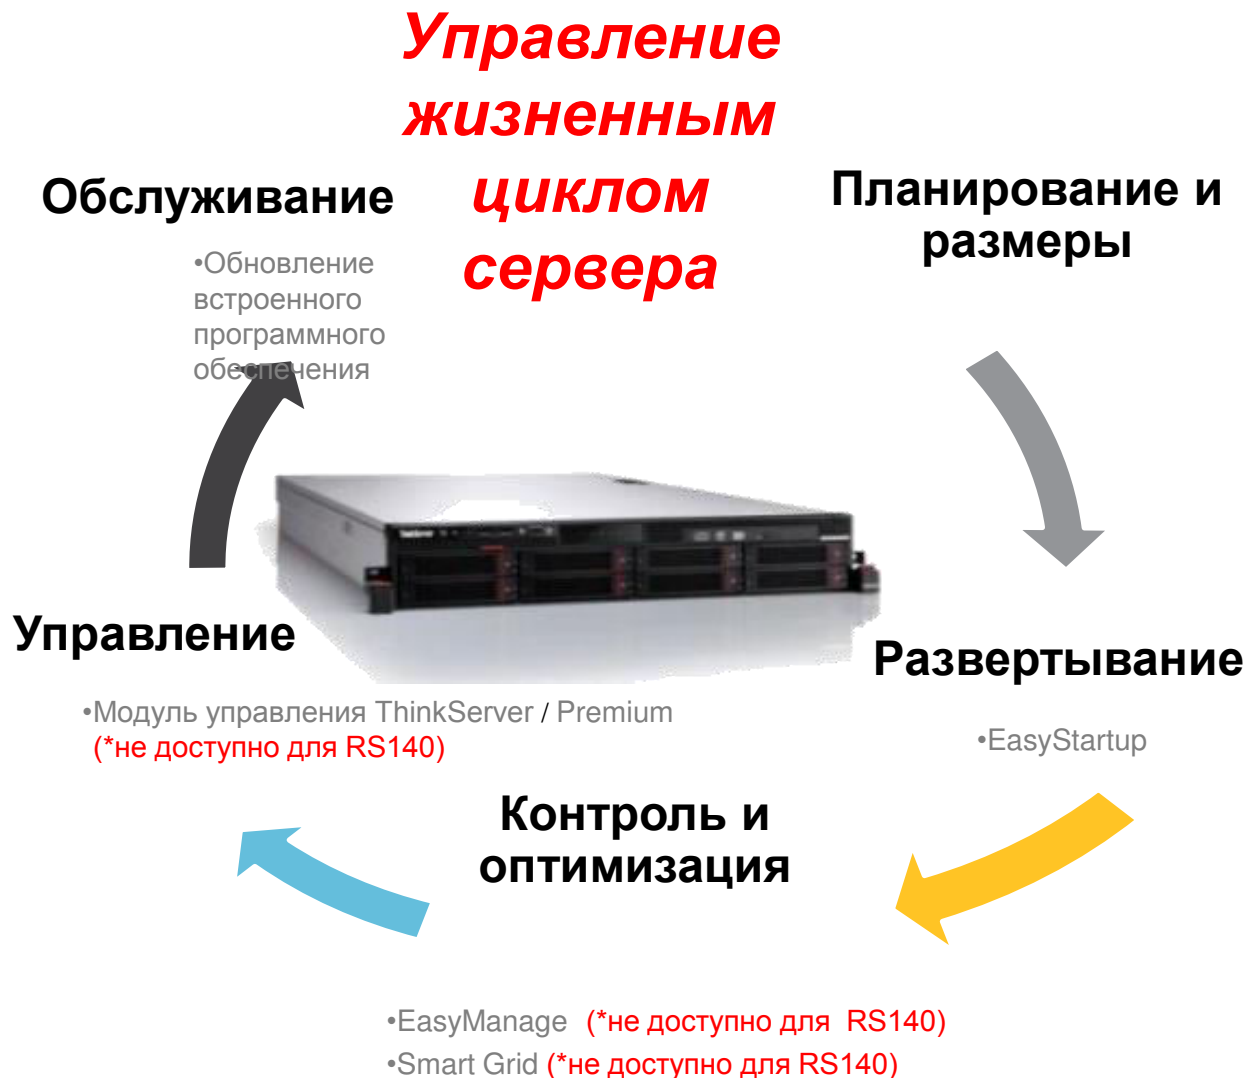 Управление
жизненным
циклом
сервера
Обслуживание
•Обновление
встроенного
программного
обеспечения
Планирование и
размеры
Управление
•Модуль управления ThinkServer / Premium
(*не доступно для RS140)
Развертывание
•EasyStartup
Контроль и
оптимизация
•EasyManage (*не доступно для RS140)
•Smart Grid (*не доступно для RS140)